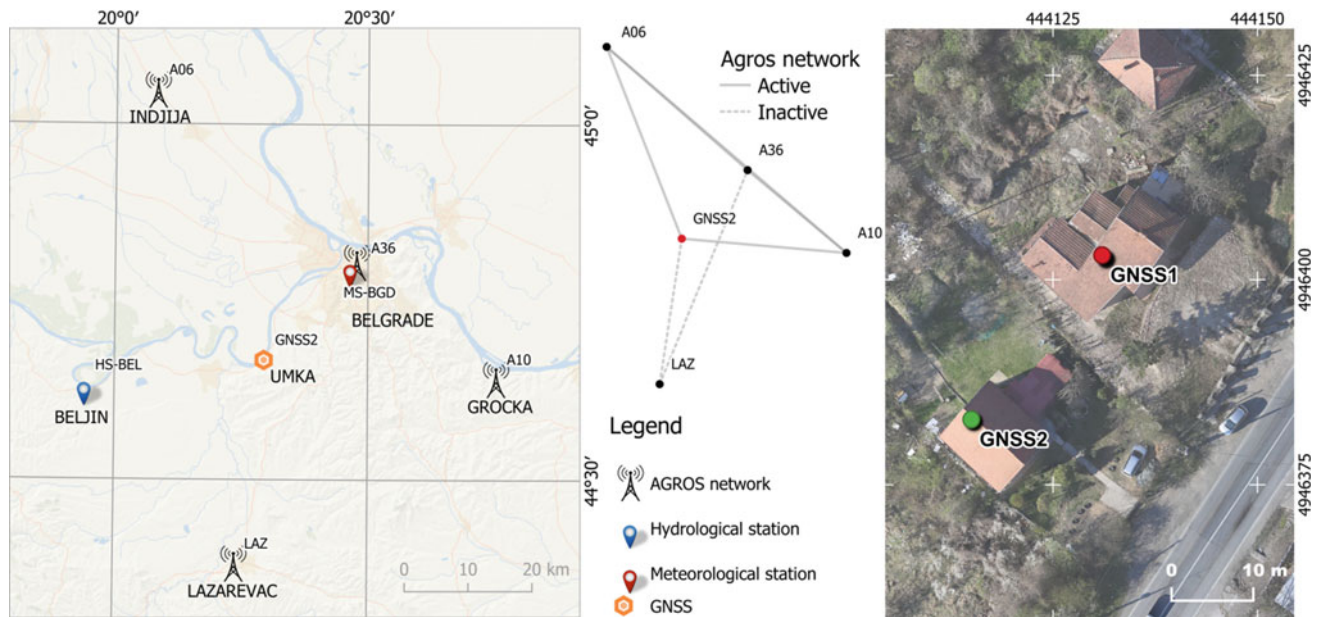 20°0′
20°30′
A06
INDJIJA
45°0′
A36
MS-BGD
BELGRADE
GNSS2
UMKA
HS-BEL
BELJIN
A10
GROCKA
44°30′
LAZ
LAZAREVAC
0 10 20 km
A06
Agros network
Active
Inactive
A36
GNSS2
A10
LAZ
Legend
AGROS network
Hydrological station
Meteorological station
GNSS
444125
444150
4946425
GNSS1
4946400
GNSS2
4946375
0 10 m